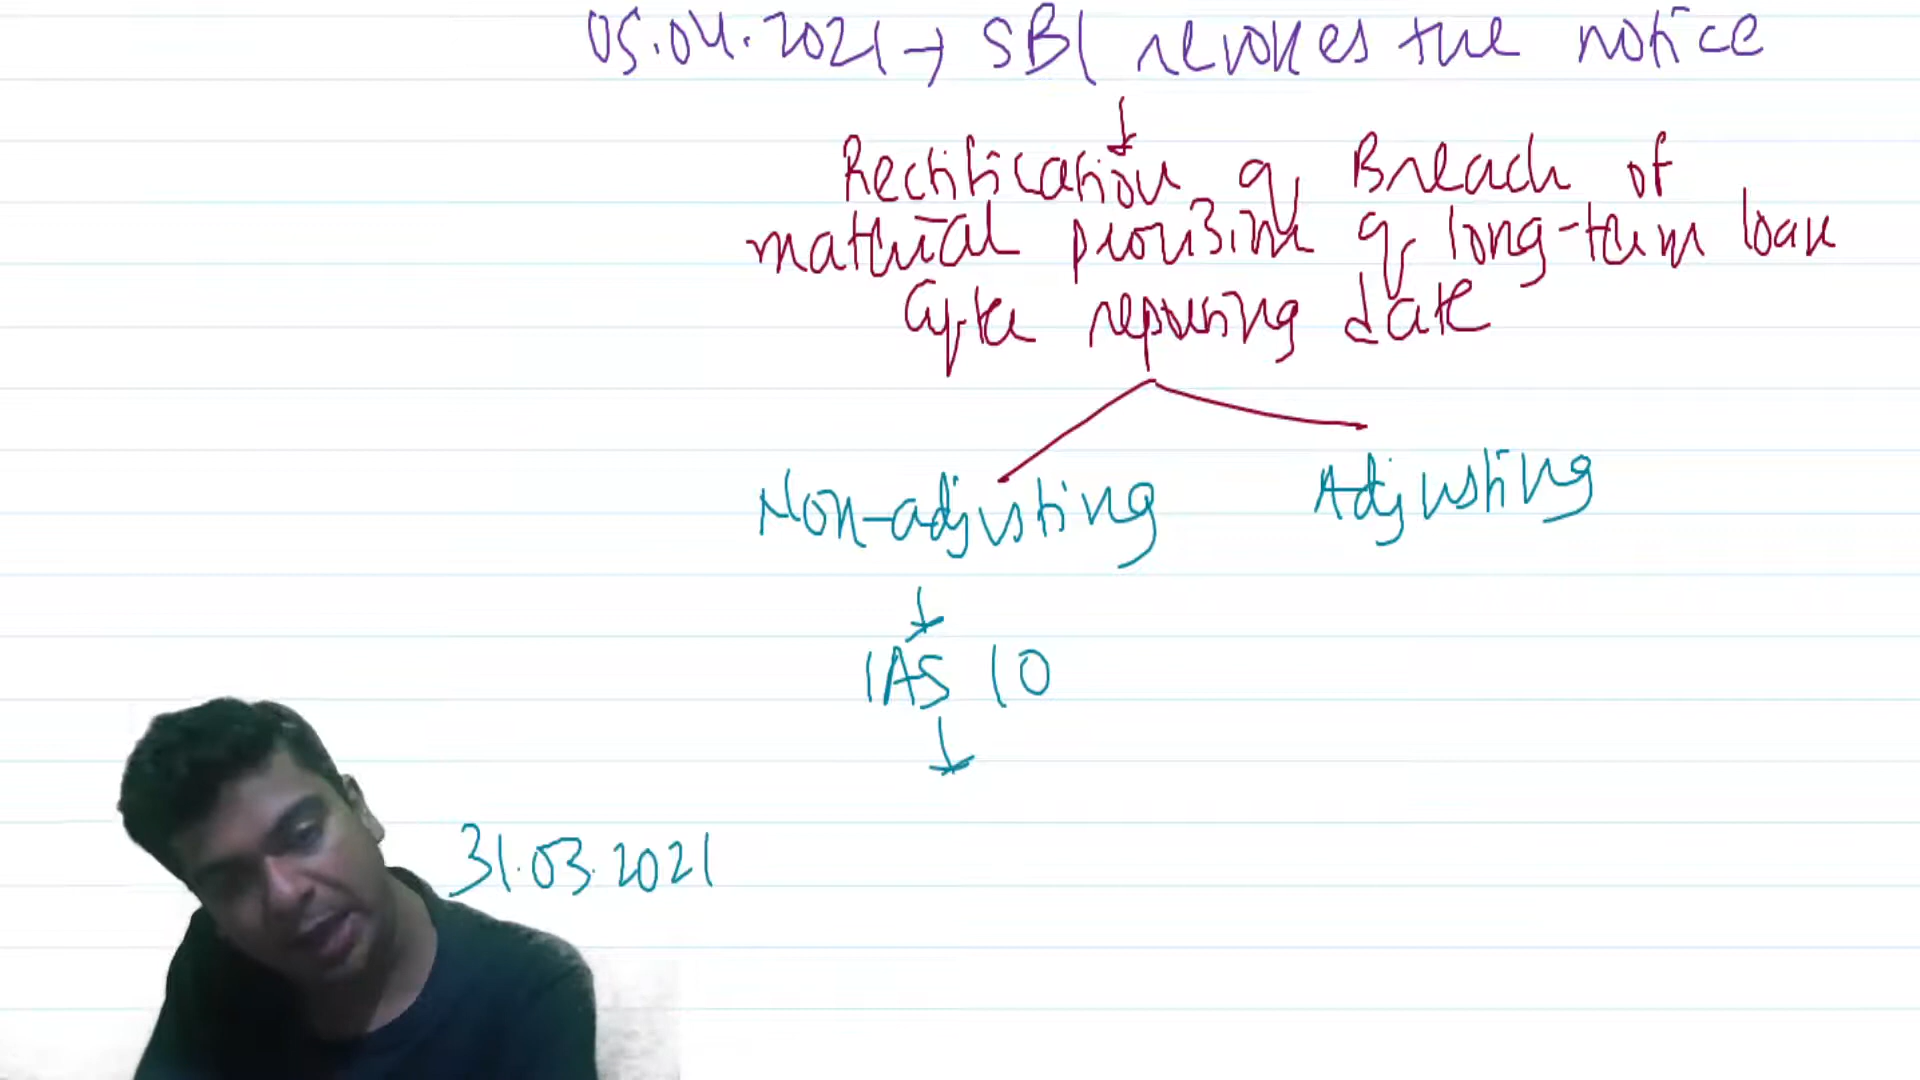 05.04.2021 → SBI revokes the notice
Rectification of Breach of
material provision of long-term loan
after reporting date
Non-adjusting Adjusting
IAS 10
31.03.2021